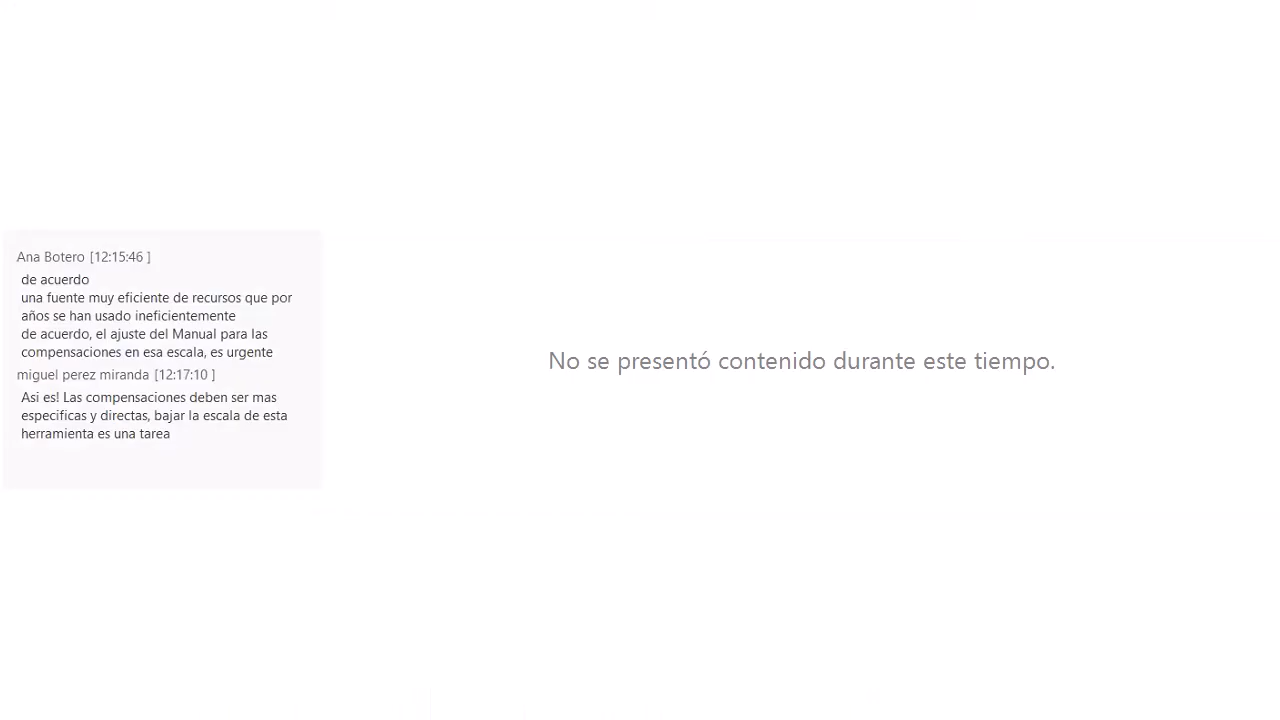 Ana Botero [12:15:46 ]
de acuerdo
una fuente muy eficiente de recursos que por
años se han usado ineficientemente
de acuerdo, el ajuste del Manual para las
compensaciones en esa escala, es urgente
miguel perez miranda [12:17:10 ]
Asi es! Las compensaciones deben ser mas
especificas y directas, bajar la escala de esta
herramienta es una tarea
No se presentó contenido durante este tiempo.